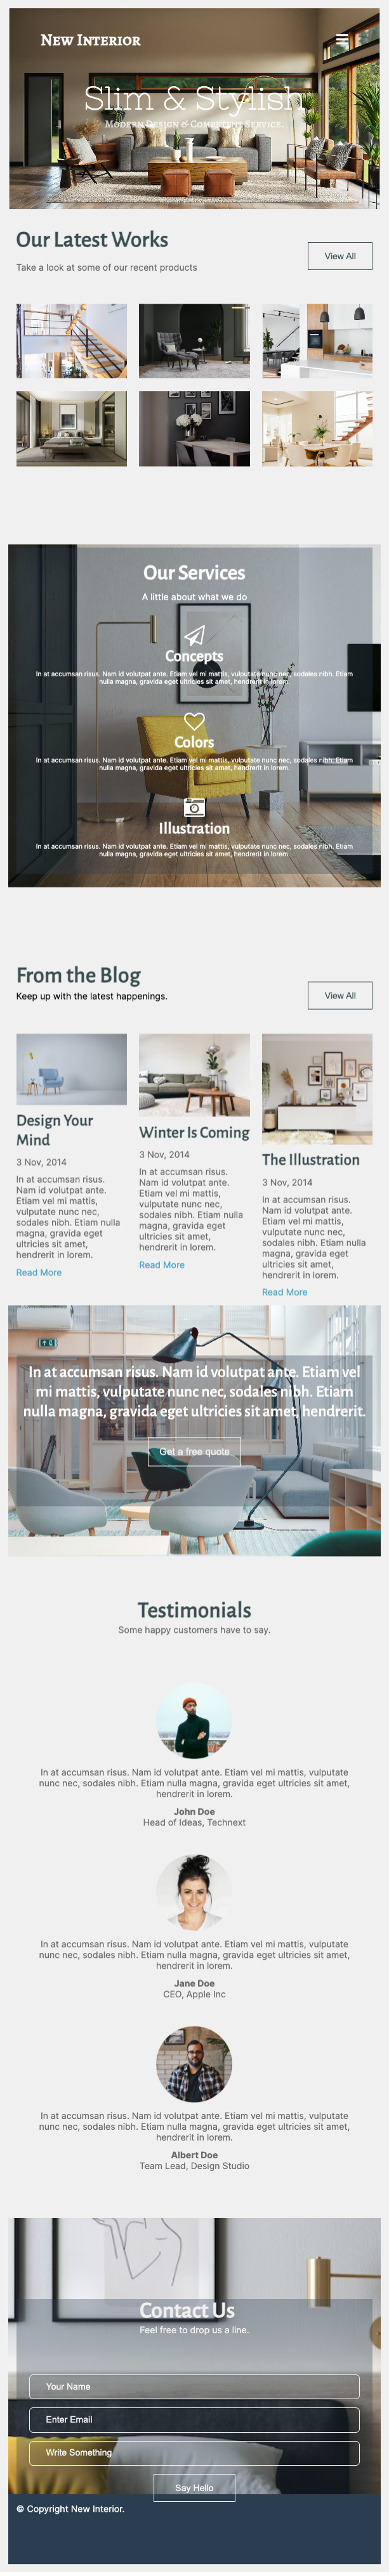 New Interior
Slim & Stylish
Modern Design & Competent Service.
Our Latest Works
Take a look at some of our recent products
View All
Our Services
A little about what we do
Concepts
In at accumsan risus. Nam id volutpat ante. Etiam vel mi mattis, vulputate nunc nec, sodales nibh. Etiam
nulla magna, gravida eget ultricies sit amet, hendrerit in lorem.
Colors
In at accumsan risus. Nam id volutpat ante. Etiam vel mi mattis, vulputate nunc nec, sodales nibh. Etiam
nulla magna, gravida eget ultricies sit amet, hendrerit in lorem.
Illustration
In at accumsan risus. Nam id volutpat ante. Etiam vel mi mattis, vulputate nunc nec, sodales nibh. Etiam
nulla magna, gravida eget ultricies sit amet, hendrerit in lorem.
From the Blog
Keep up with the latest happenings.
View All
Design Your
Mind
3 Nov, 2014
In at accumsan risus.
Nam id volutpat ante.
Etiam vel mi mattis,
vulputate nunc nec,
sodales nibh. Etiam nulla
magna, gravida eget
ultricies sit amet,
hendrerit in lorem.
Read More
Winter Is Coming
3 Nov, 2014
In at accumsan risus.
Nam id volutpat ante.
Etiam vel mi mattis,
vulputate nunc nec,
sodales nibh. Etiam nulla
magna, gravida eget
ultricies sit amet,
hendrerit in lorem.
Read More
The Illustration
3 Nov, 2014
In at accumsan risus.
Nam id volutpat ante.
Etiam vel mi mattis,
vulputate nunc nec,
sodales nibh. Etiam nulla
magna, gravida eget
ultricies sit amet,
hendrerit in lorem.
Read More
In at accumsan risus. Nam id volutpat ante. Etiam vel
mi mattis, vulputate nunc nec, sodales nibh. Etiam
nulla magna, gravida eget ultricies sit amet, hendrerit.
Get a free quote
Testimonials
Some happy customers have to say.
In at accumsan risus. Nam id volutpat ante. Etiam vel mi mattis, vulputate
nunc nec, sodales nibh. Etiam nulla magna, gravida eget ultricies sit amet,
hendrerit in lorem.
John Doe
Head of Ideas, Technext
In at accumsan risus. Nam id volutpat ante. Etiam vel mi mattis, vulputate
nunc nec, sodales nibh. Etiam nulla magna, gravida eget ultricies sit amet,
hendrerit in lorem.
Jane Doe
CEO, Apple Inc
In at accumsan risus. Nam id volutpat ante. Etiam vel mi mattis, vulputate
nunc nec, sodales nibh. Etiam nulla magna, gravida eget ultricies sit amet,
hendrerit in lorem.
Albert Doe
Team Lead, Design Studio
Contact Us
Feel free to drop us a line.
Your Name
Enter Email
Write Something
Say Hello
© Copyright New Interior.